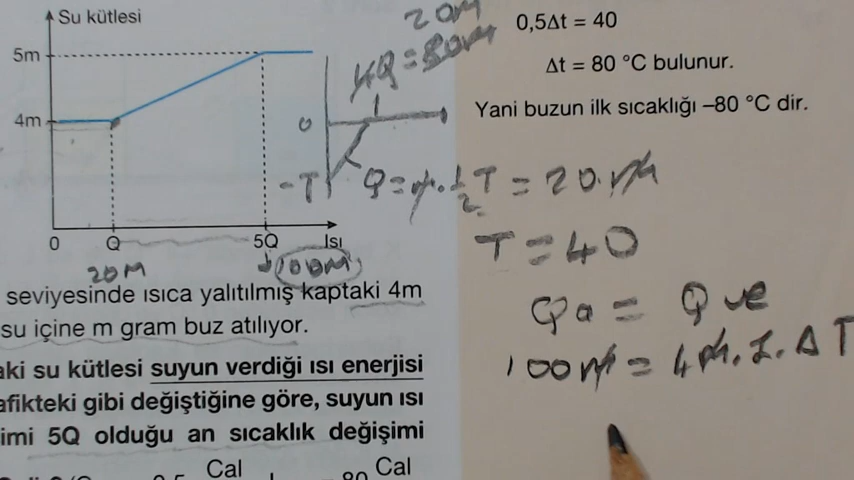 Su kütlesi
5m
4m
0
Q
5Q
Isı
20m
100m
20m
4Q = 80m
0
-T
Q = m. 1/2 T = 20.m
T = 40
Qa = Q ve
100m = 4m. 1. Δ T
seviyesinde ısıca yalıtılmış kaptaki 4m
su içine m gram buz atılıyor.
aki su kütlesi suyun verdiği ısı enerjisi
afikteki gibi değiştiğine göre, suyun ısı
imi 5Q olduğu an sıcaklık değişimi
Cal
Cal
0,5Δt = 40
Δt = 80 °C bulunur.
Yani buzun ilk sıcaklığı –80 °C dir.